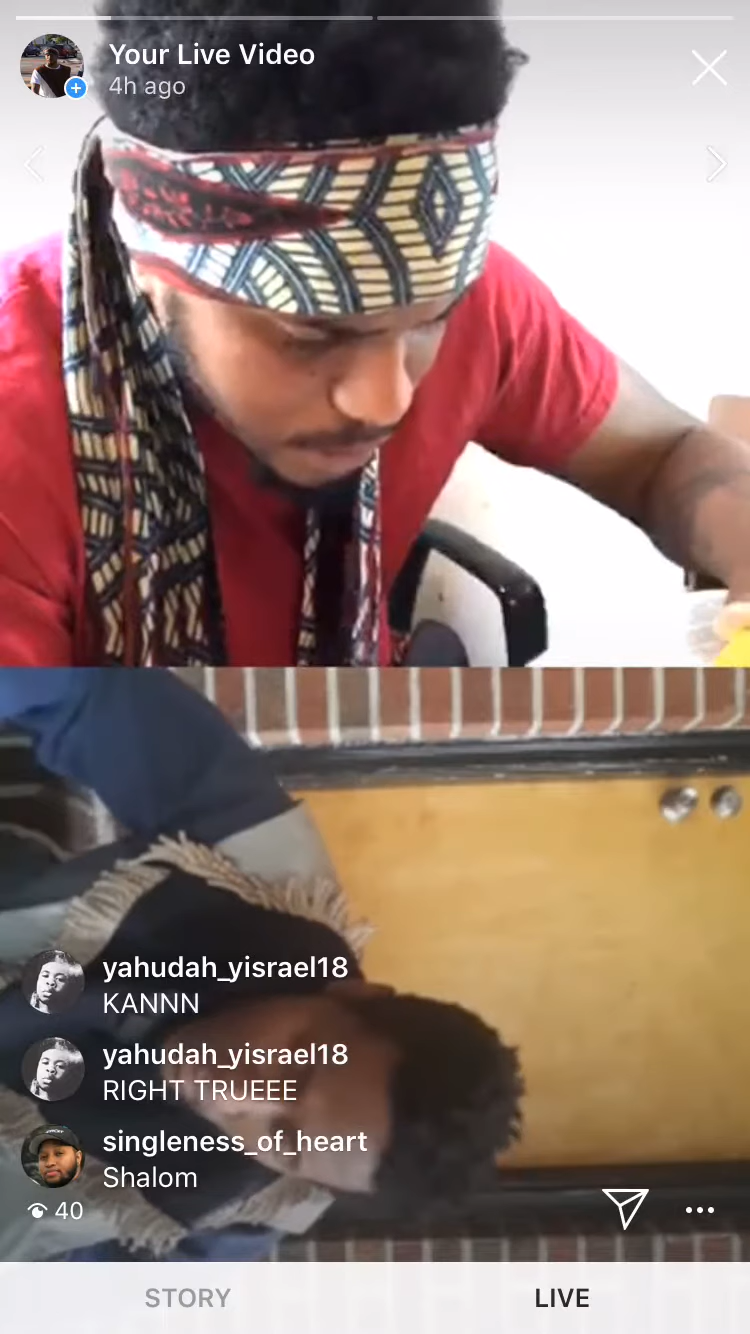 Your Live Video
4h ago
yahudah_yisrael18
KANNN
yahudah_yisrael18
RIGHT TRUEEE
singleness_of_heart
Shalom
40
STORY
LIVE